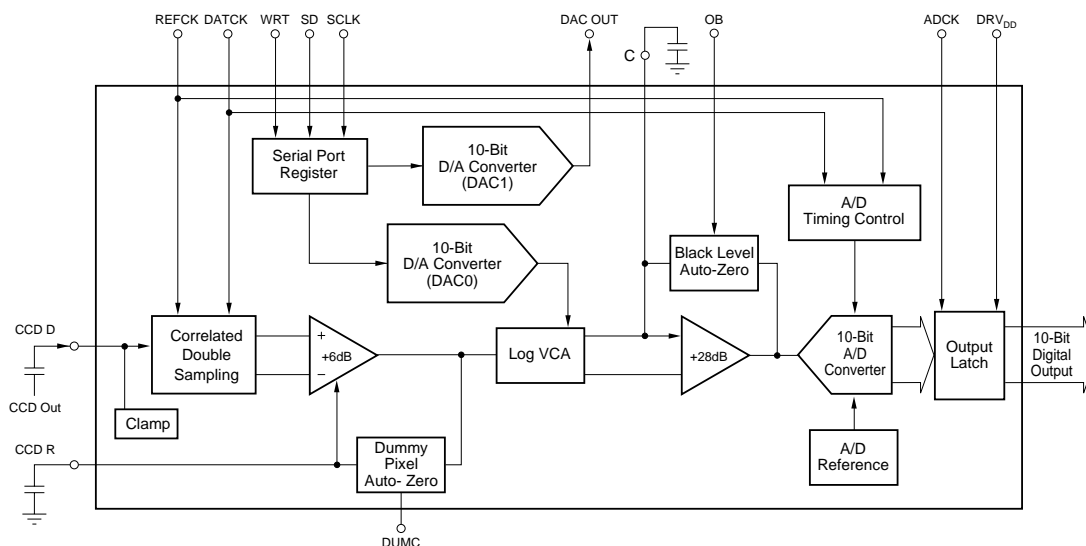 REFCK DATCK WRT SD SCLK DAC OUT OB ADCK DRVDD
C
Serial Port
Register
10-Bit
D/A Converter
(DAC1)
A/D
Timing Control
10-Bit
D/A Converter
(DAC0)
Black Level
Auto-Zero
CCD D
CCD Out
Correlated
Double
Sampling
+
+6dB
–
Log VCA
+28dB
10-Bit
A/D
Converter
Output
Latch
10-Bit
Digital
Output
Clamp
CCD R
Dummy
Pixel
Auto- Zero
A/D
Reference
DUMC